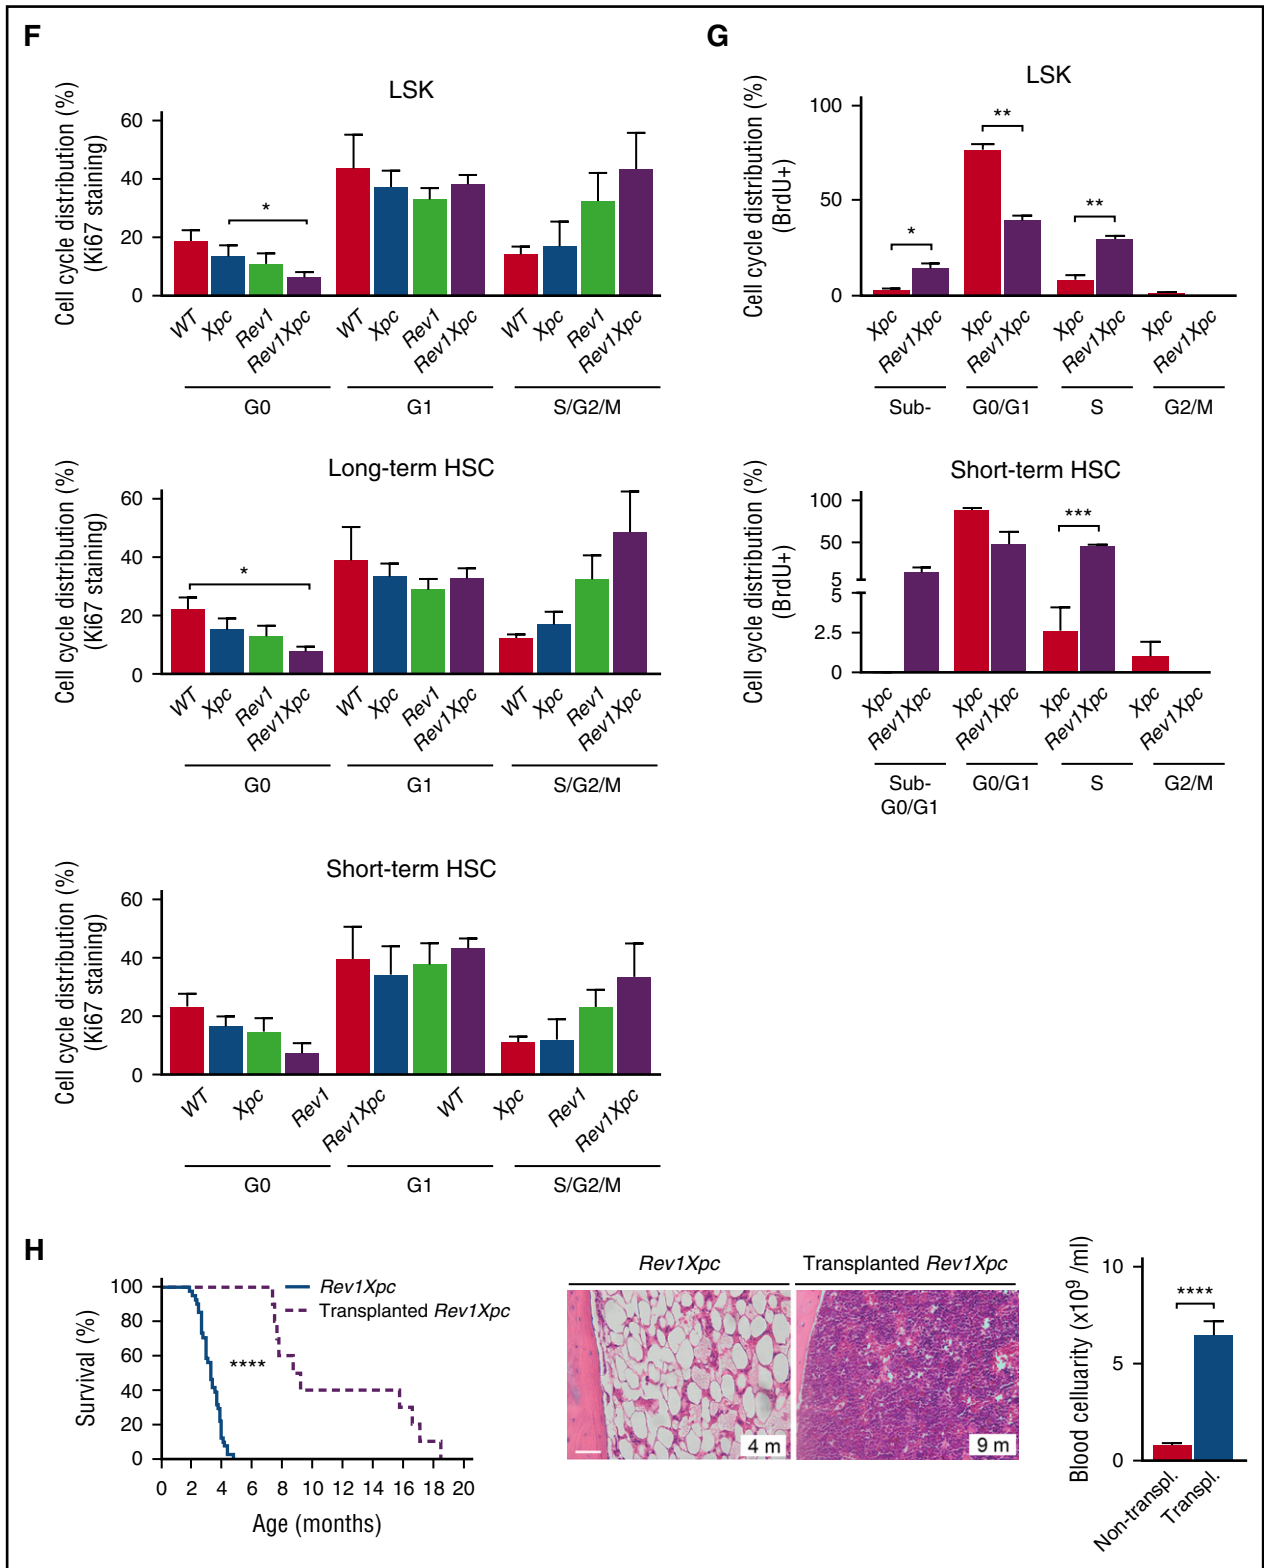 F
LSK
Cell cycle distribution (%)
(Ki67 staining)
60
40
20
0
*
WT Xpc Rev1 Rev1Xpc WT Xpc Rev1 Rev1Xpc WT Xpc Rev1 Rev1Xpc
G0 G1 S/G2/M
Long-term HSC
Cell cycle distribution (%)
(Ki67 staining)
60
40
20
0
*
WT Xpc Rev1 Rev1Xpc WT Xpc Rev1 Rev1Xpc WT Xpc Rev1 Rev1Xpc
G0 G1 S/G2/M
Short-term HSC
Cell cycle distribution (%)
(Ki67 staining)
60
40
20
0
WT Xpc Rev1 Rev1Xpc WT Xpc Rev1 Rev1Xpc
G0 G1 S/G2/M
G
LSK
Cell cycle distribution (%)
(BrdU+)
100
50
0
* ** **
Xpc Rev1Xpc Xpc Rev1Xpc Xpc Rev1Xpc Xpc Rev1Xpc
Sub- G0/G1 S G2/M
Short-term HSC
Cell cycle distribution (%)
(BrdU+)
100
50
5
5
2.5
0
***
Xpc Rev1Xpc Xpc Rev1Xpc Xpc Rev1Xpc Xpc Rev1Xpc
Sub- G0/G1 S G2/M
G0/G1
H
Survival (%)
100
80
60
40
20
0
Rev1Xpc
Transplanted Rev1Xpc
****
0 2 4 6 8 10 12 14 16 18 20
Age (months)
Rev1Xpc Transplanted Rev1Xpc
4 m 9 m
Blood celluarity (x10⁹ /ml)
10
5
0
****
Non-transpl. Transpl.